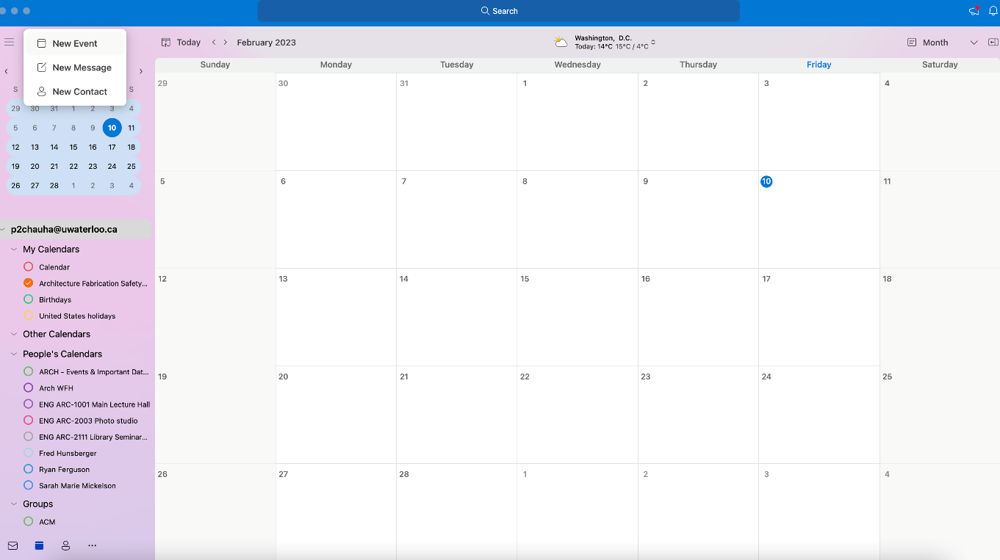 Search
New Event
New Message
New Contact
Today
February 2023
Washington, D.C.
Today: 14°C 15°C / 4°C
Month
S S
29 30 31 1 2 3 4
5 6 7 8 9 10 11
12 13 14 15 16 17 18
19 20 21 22 23 24 25
26 27 28 1 2 3 4
p2chauha@uwaterloo.ca
My Calendars
Calendar
Architecture Fabrication Safety...
Birthdays
United States holidays
Other Calendars
People's Calendars
ARCH - Events & Important Dat...
Arch WFH
ENG ARC-1001 Main Lecture Hall
ENG ARC-2003 Photo studio
ENG ARC-2111 Library Seminar...
Fred Hunsberger
Ryan Ferguson
Sarah Marie Mickelson
Groups
ACM
Sunday Monday Tuesday Wednesday Thursday Friday Saturday
29 30 31 1 2 3 4
5 6 7 8 9 10 11
12 13 14 15 16 17 18
19 20 21 22 23 24 25
26 27 28 1 2 3 4